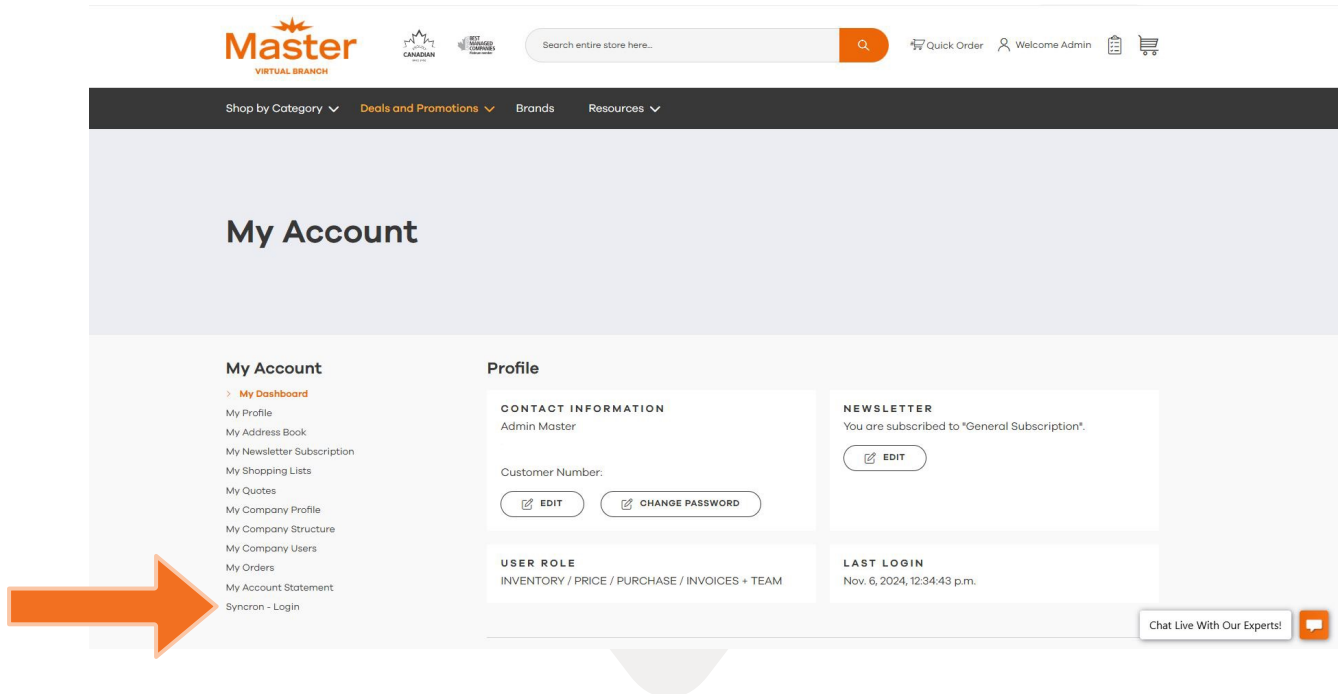 Master
VIRTUAL BRANCH
CANADIAN
BEST
MANAGED
COMPANIES
Search entire store here...
Quick Order
Welcome Admin
Shop by Category
Deals and Promotions
Brands
Resources
My Account
My Account
> My Dashboard
My Profile
My Address Book
My Newsletter Subscription
My Shopping Lists
My Quotes
My Company Profile
My Company Structure
My Company Users
My Orders
My Account Statement
Syncron - Login
Profile
CONTACT INFORMATION
Admin Master
Customer Number:
EDIT
CHANGE PASSWORD
NEWSLETTER
You are subscribed to "General Subscription".
EDIT
USER ROLE
INVENTORY / PRICE / PURCHASE / INVOICES + TEAM
LAST LOGIN
Nov. 6, 2024, 12:34:43 p.m.
Chat Live With Our Experts!